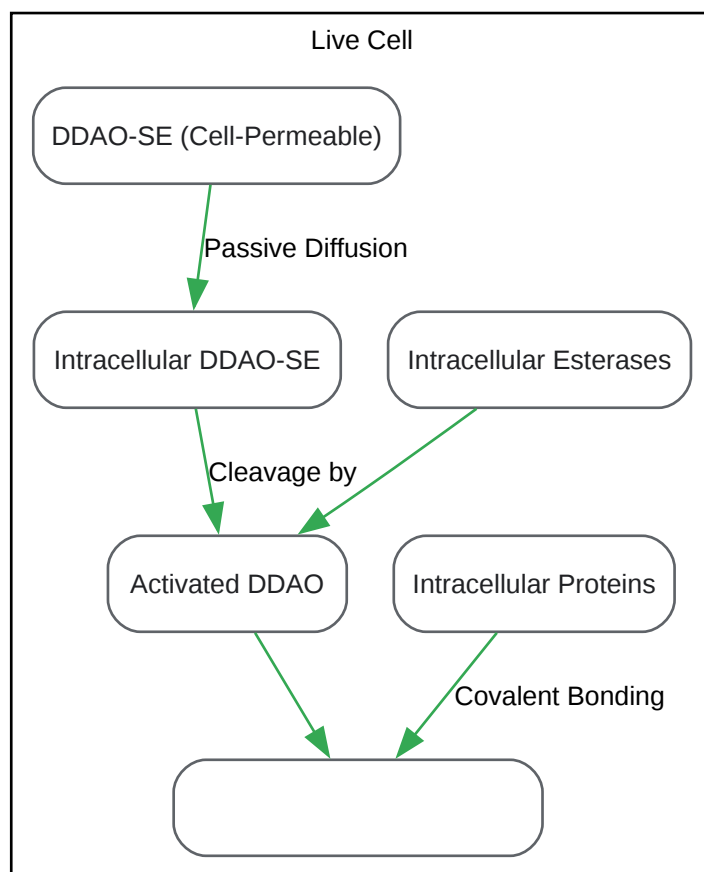 Live Cell
DDAO-SE (Cell-Permeable)
Passive Diffusion
Intracellular DDAO-SE
Intracellular Esterases
Cleavage by
Activated DDAO
Intracellular Proteins
Covalent Bonding